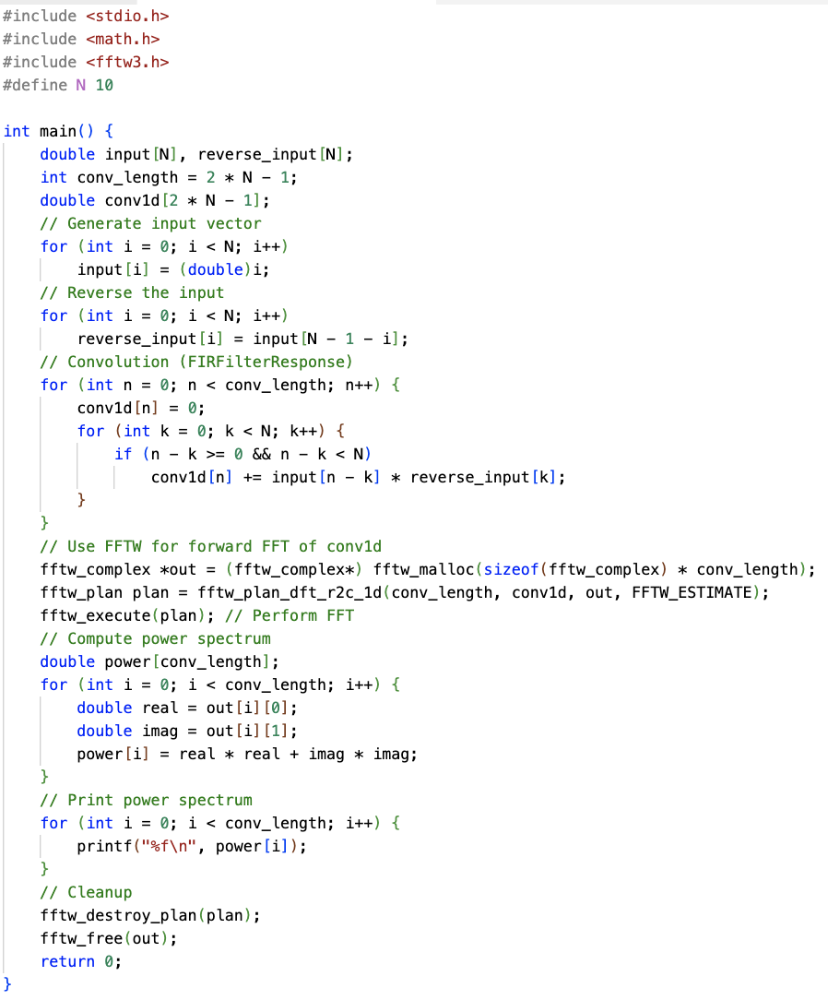 #include <stdio.h>
#include <math.h>
#include <fftw3.h>
#define N 10

int main() {
    double input[N], reverse_input[N];
    int conv_length = 2 * N - 1;
    double conv1d[2 * N - 1];
    // Generate input vector
    for (int i = 0; i < N; i++)
        input[i] = (double)i;
    // Reverse the input
    for (int i = 0; i < N; i++)
        reverse_input[i] = input[N - 1 - i];
    // Convolution (FIRFilterResponse)
    for (int n = 0; n < conv_length; n++) {
        conv1d[n] = 0;
        for (int k = 0; k < N; k++) {
            if (n - k >= 0 && n - k < N)
                conv1d[n] += input[n - k] * reverse_input[k];
        }
    }
    // Use FFTW for forward FFT of conv1d
    fftw_complex *out = (fftw_complex*) fftw_malloc(sizeof(fftw_complex) * conv_length);
    fftw_plan plan = fftw_plan_dft_r2c_1d(conv_length, conv1d, out, FFTW_ESTIMATE);
    fftw_execute(plan); // Perform FFT
    // Compute power spectrum
    double power[conv_length];
    for (int i = 0; i < conv_length; i++) {
        double real = out[i][0];
        double imag = out[i][1];
        power[i] = real * real + imag * imag;
    }
    // Print power spectrum
    for (int i = 0; i < conv_length; i++) {
        printf("%f\n", power[i]);
    }
    // Cleanup
    fftw_destroy_plan(plan);
    fftw_free(out);
    return 0;
}